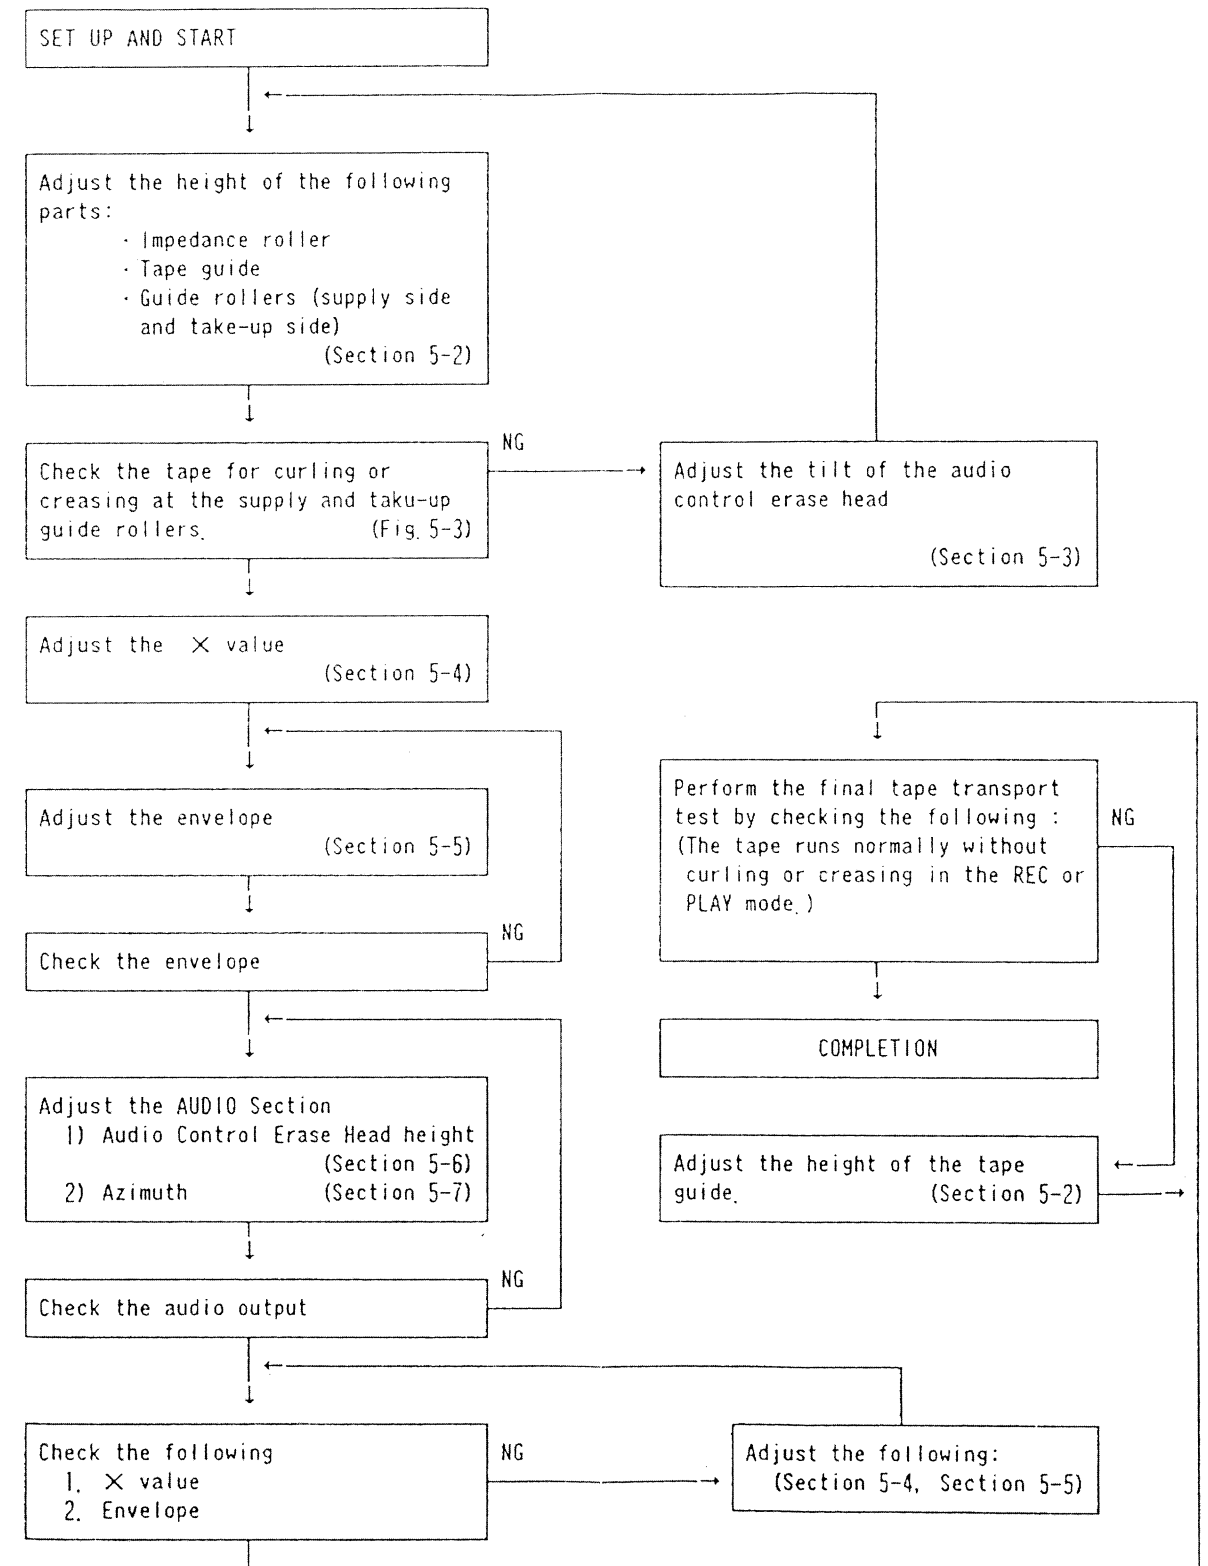 SET UP AND START
Adjust the height of the following
parts:
· Impedance roller
· Tape guide
· Guide rollers (supply side
and take-up side)
(Section 5-2)
Check the tape for curling or
creasing at the supply and taku-up
guide rollers. (Fig. 5-3)
NG
Adjust the tilt of the audio
control erase head
(Section 5-3)
Adjust the X value
(Section 5-4)
Adjust the envelope
(Section 5-5)
Check the envelope
NG
Adjust the AUDIO Section
1) Audio Control Erase Head height
(Section 5-6)
2) Azimuth (Section 5-7)
Check the audio output
NG
Check the following
1. X value
2. Envelope
NG
Adjust the following:
(Section 5-4, Section 5-5)
Perform the final tape transport
test by checking the following :
(The tape runs normally without
curling or creasing in the REC or
PLAY mode.)
NG
COMPLETION
Adjust the height of the tape
guide. (Section 5-2)